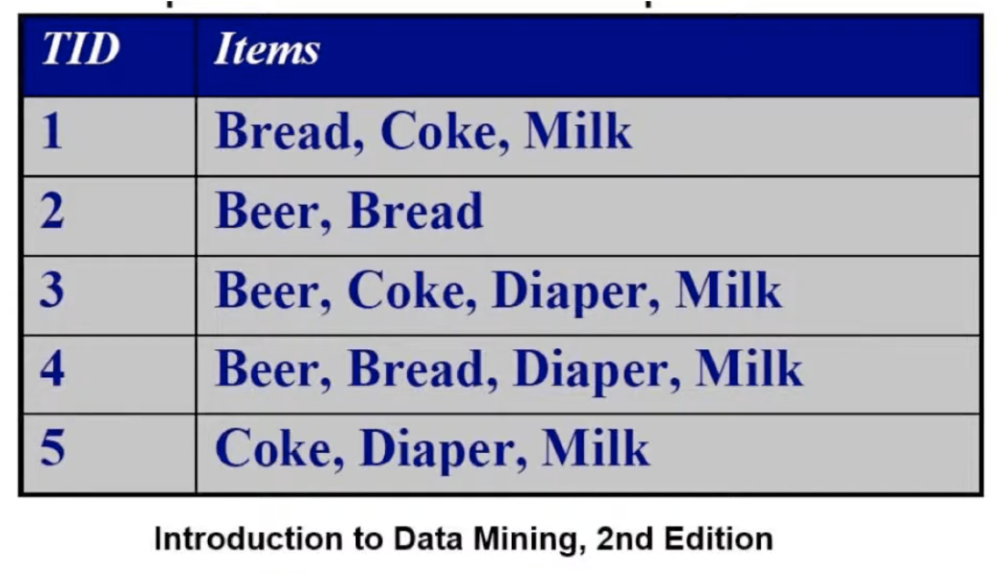 TID Items
1 Bread, Coke, Milk
2 Beer, Bread
3 Beer, Coke, Diaper, Milk
4 Beer, Bread, Diaper, Milk
5 Coke, Diaper, Milk
Introduction to Data Mining, 2nd Edition